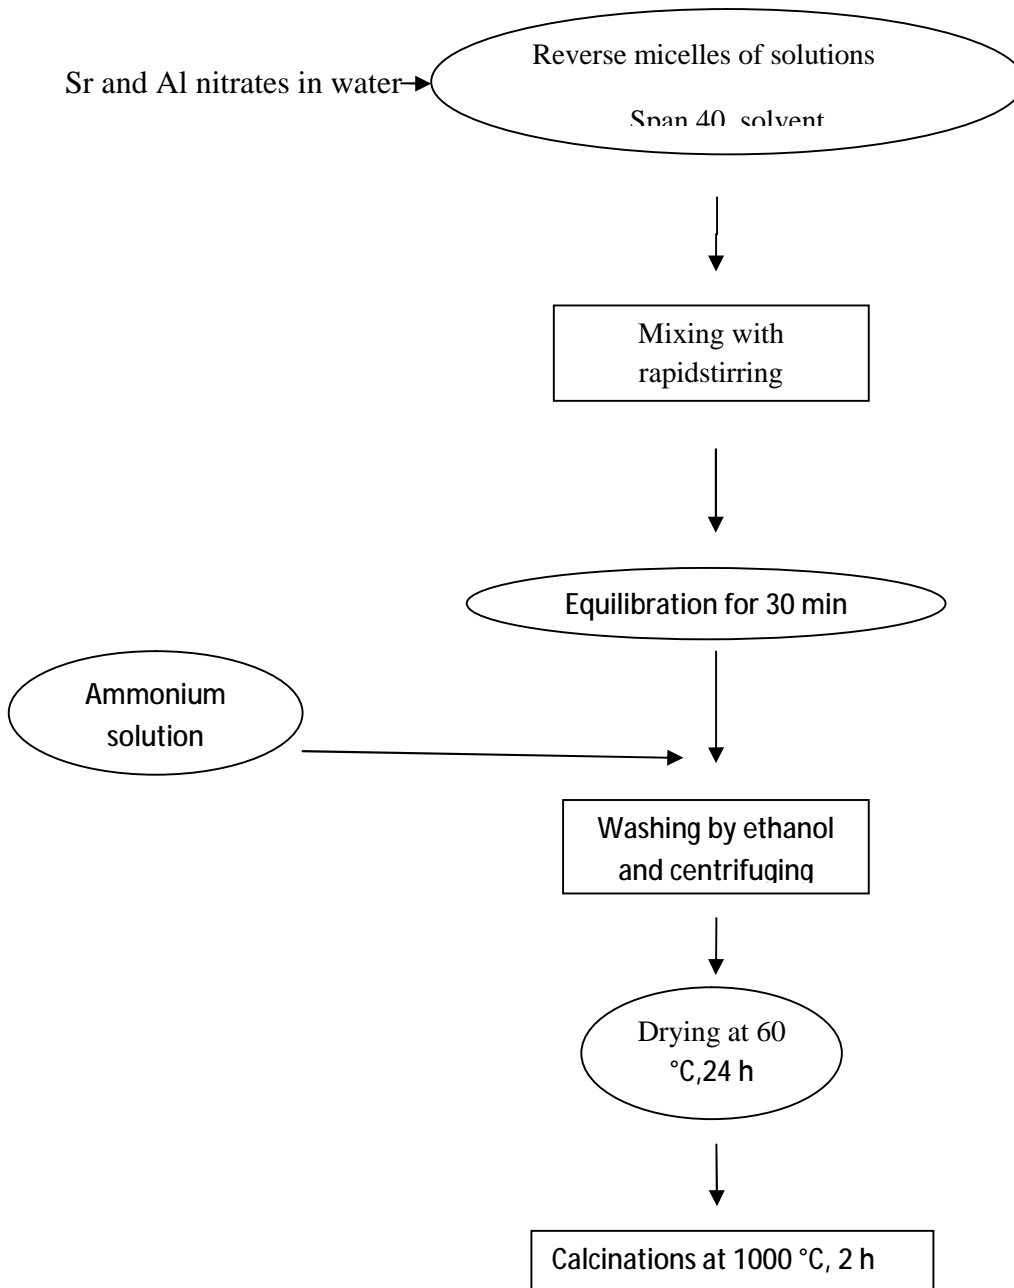 Sr and Al nitrates in water
Reverse micelles of solutions
Span 40 solvent
Mixing with
rapidstirring
Equilibration for 30 min
Ammonium
solution
Washing by ethanol
and centrifuging
Drying at 60
°C,24 h
Calcinations at 1000 °C, 2 h